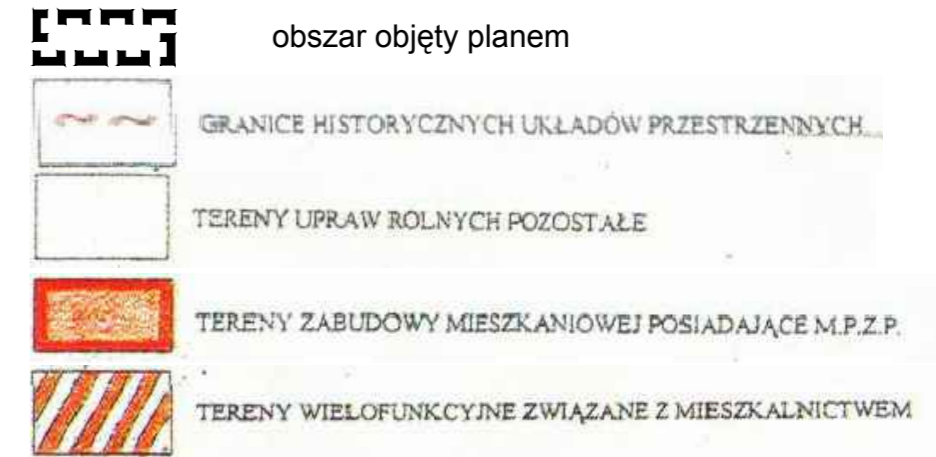 obszar objęty planem
GRANICE HISTORYCZNYCH UKŁADÓW PRZESTRZENNYCH
TERENY UPRAW ROLNYCH POZOSTAŁE
TERENY ZABUDOWY MIESZKANIOWEJ POSIADAJĄCE M.P.Z.P.
TERENY WIELOFUNKCYJNE ZWIĄZANE Z MIESZKALNICTWEM